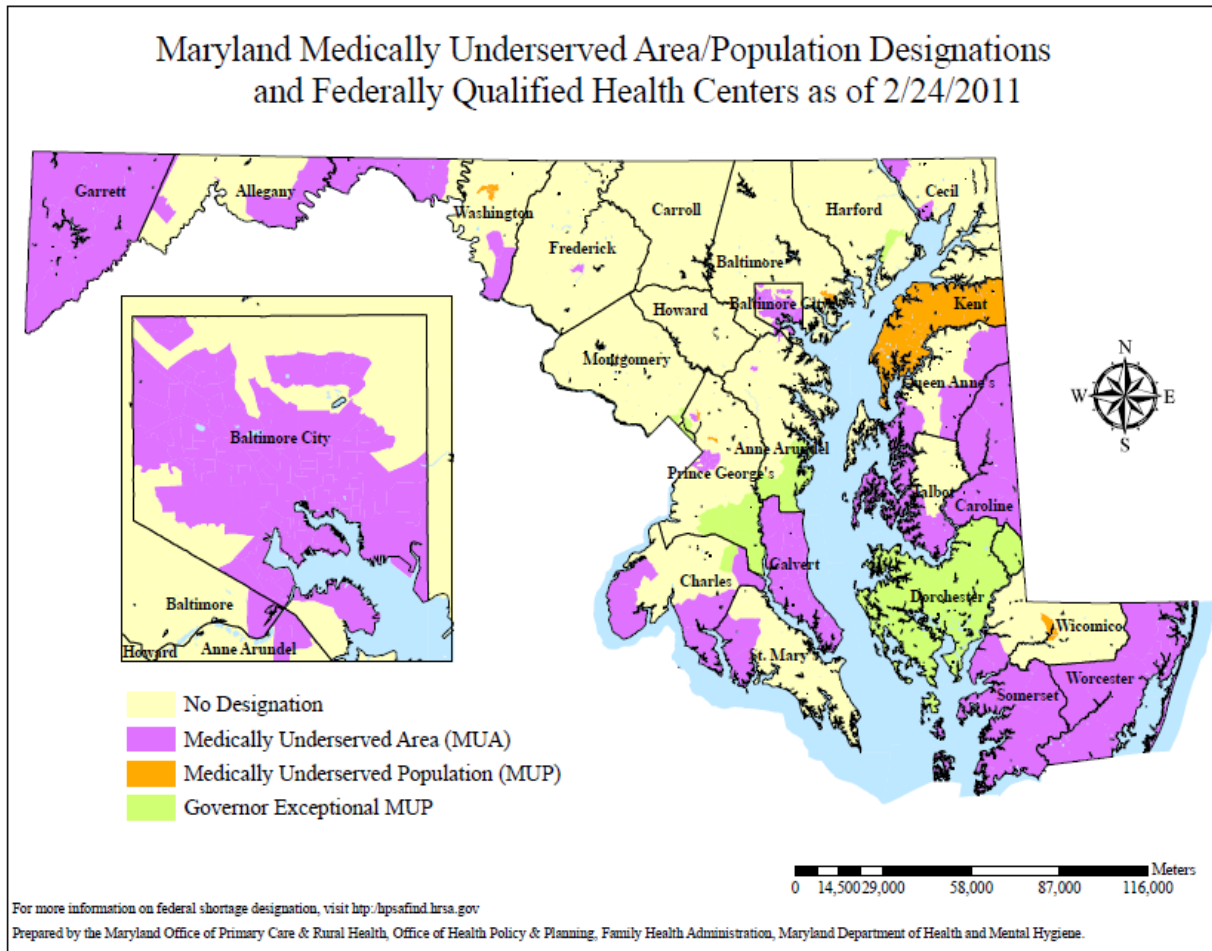 Maryland Medically Underserved Area/Population Designations
and Federally Qualified Health Centers as of 2/24/2011
Garrett
Allegany
Washington
Frederick
Carroll
Baltimore
Harford
Cecil
Baltimore City
Howard
Montgomery
Kent
Queen Anne's
Anne Arundel
Prince George's
Talbot
Caroline
Charles
Calvert
Dorchester
St. Mary's
Wicomico
Somerset
Worcester
N
W E
S
Baltimore City
Baltimore
Howard
Anne Arundel
No Designation
Medically Underserved Area (MUA)
Medically Underserved Population (MUP)
Governor Exceptional MUP
Meters
0 14,500 29,000 58,000 87,000 116,000
For more information on federal shortage designation, visit htp:/hpsafind.hrsa.gov
Prepared by the Maryland Office of Primary Care & Rural Health, Office of Health Policy & Planning, Family Health Administration, Maryland Department of Health and Mental Hygiene.